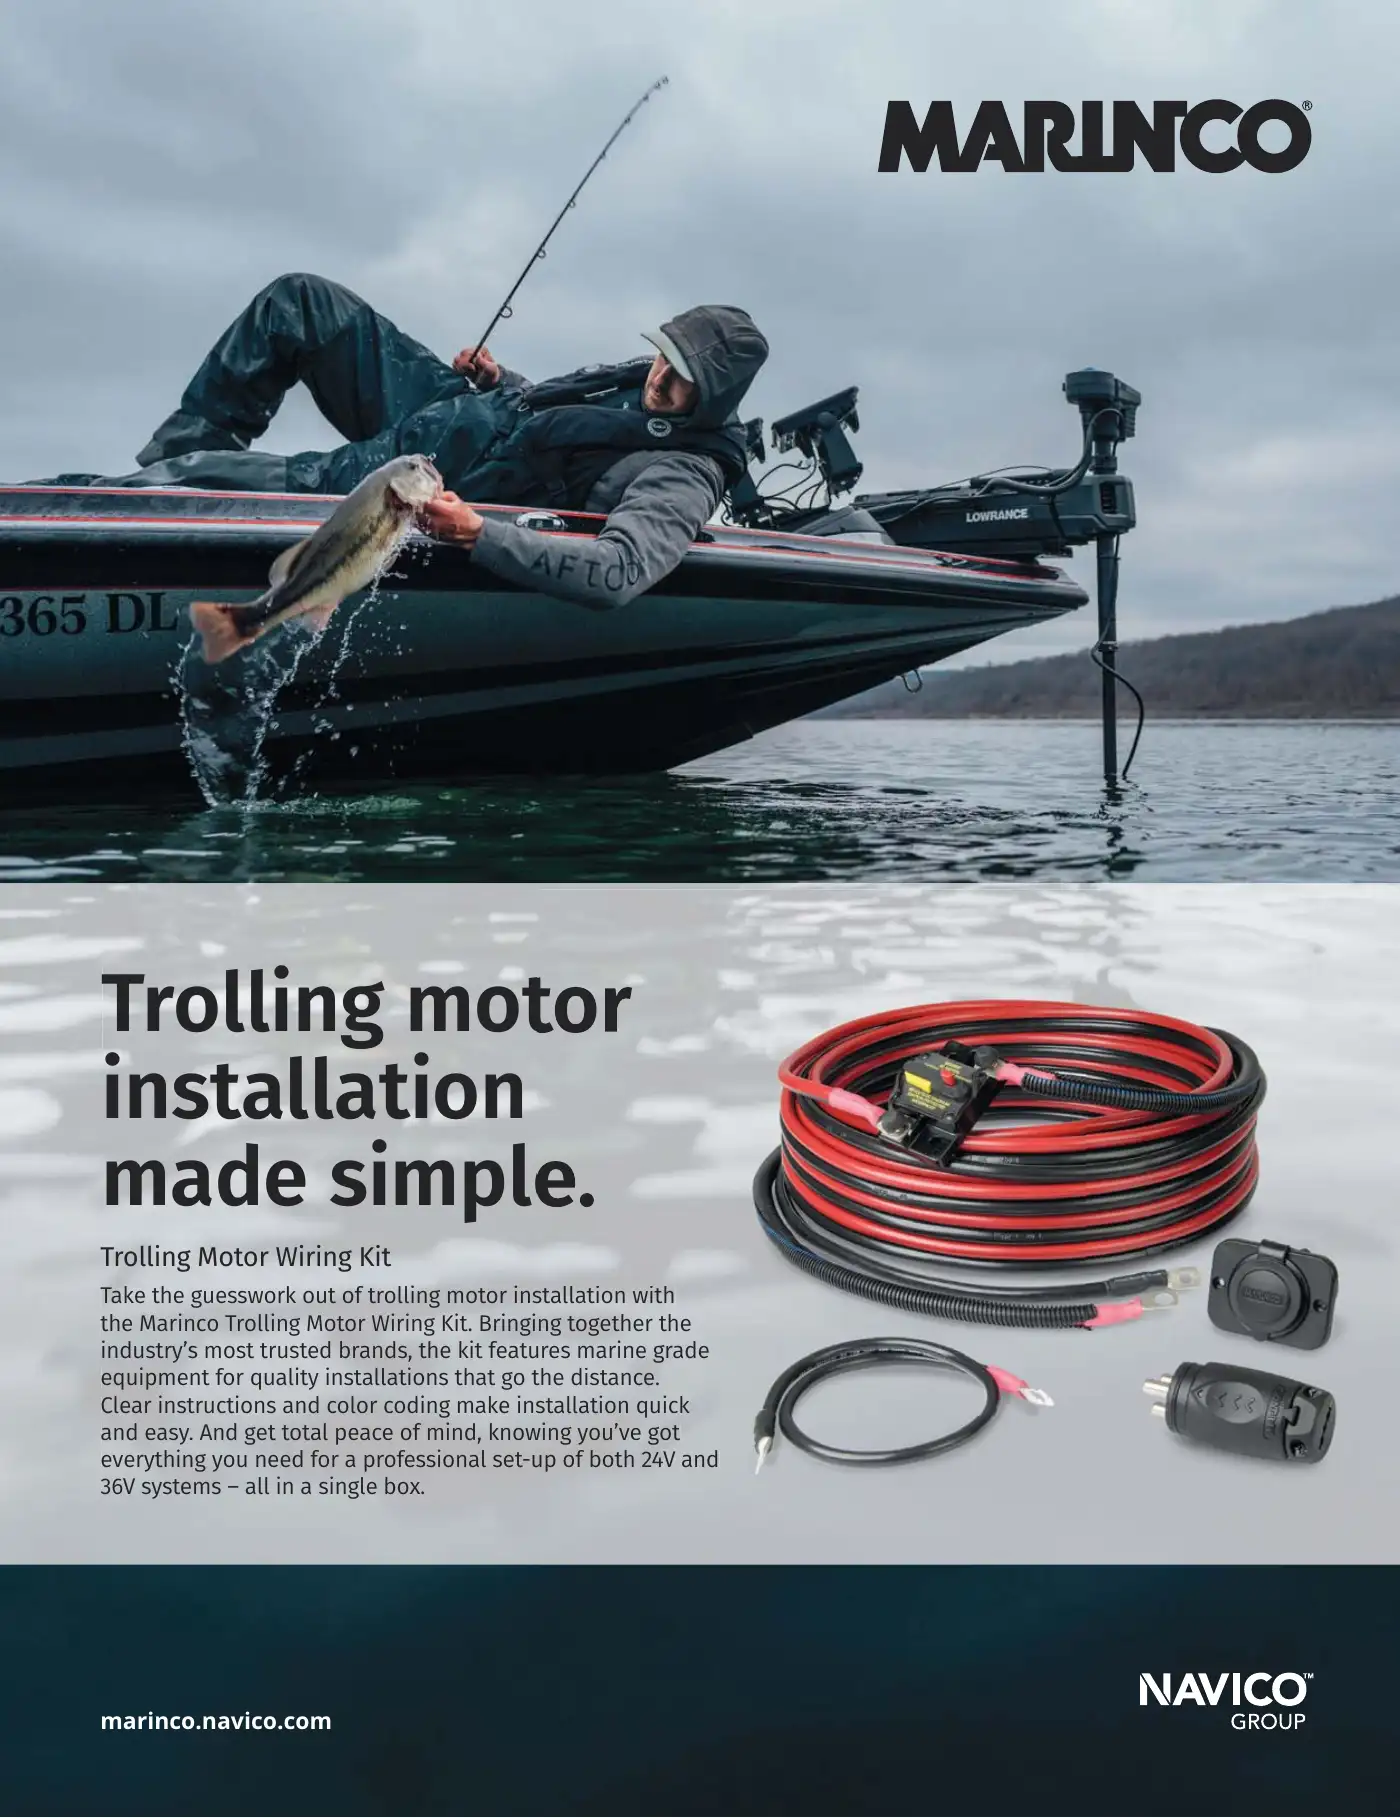 MARINCO®
LOWRANCE
AFTCO
365 DL
Trolling motor
installation
made simple.
Trolling Motor Wiring Kit
Take the guesswork out of trolling motor installation with
the Marinco Trolling Motor Wiring Kit. Bringing together the
industry’s most trusted brands, the kit features marine grade
equipment for quality installations that go the distance.
Clear instructions and color coding make installation quick
and easy. And get total peace of mind, knowing you’ve got
everything you need for a professional set-up of both 24V and
36V systems – all in a single box.
marinco.navico.com
NAVICO™
GROUP